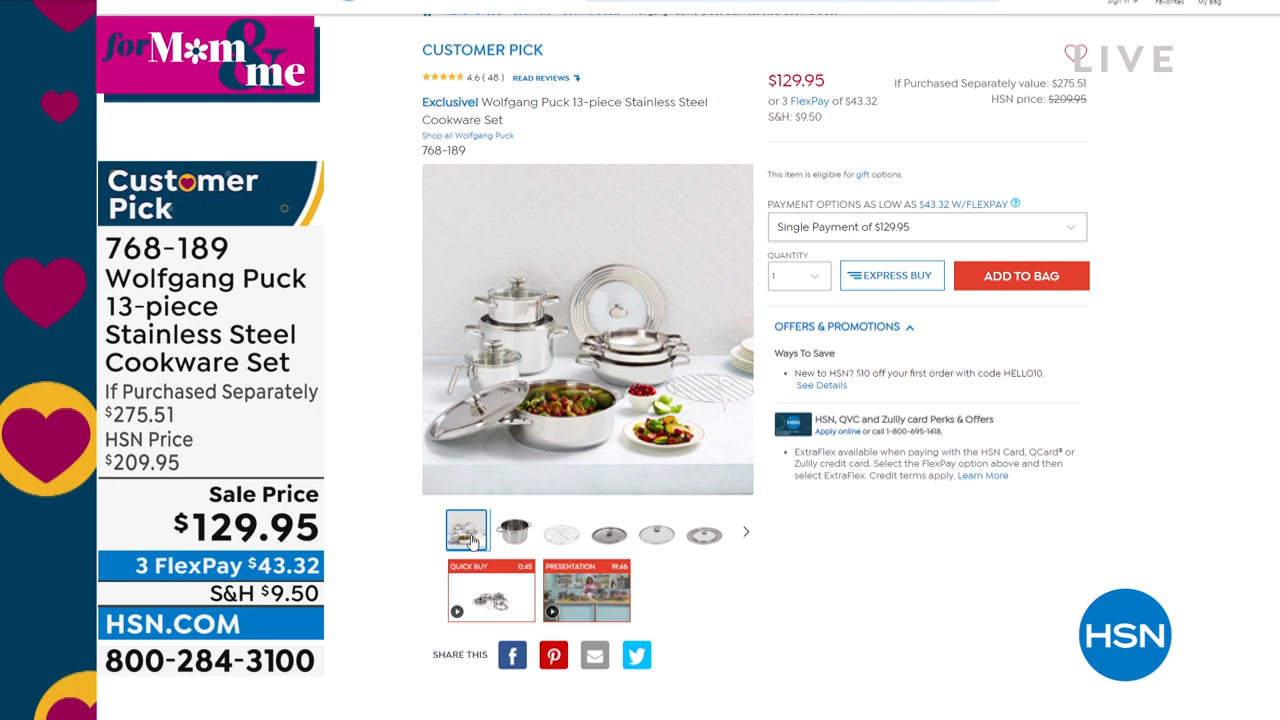 for Mom
& me
Customer
Pick
768-189
Wolfgang Puck
13-piece
Stainless Steel
Cookware Set
If Purchased Separately
$275.51
HSN Price
$209.95
Sale Price
$129.95
3 FlexPay $43.32
S&H $9.50
HSN.COM
800-284-3100
Sign In
Favorites
My Bag
CUSTOMER PICK
4.6 ( 48 ) READ REVIEWS
Exclusive! Wolfgang Puck 13-piece Stainless Steel
Cookware Set
Shop all Wolfgang Puck
768-189
LIVE
$129.95
or 3 FlexPay of $43.32
S&H: $9.50
If Purchased Separately value: $275.51
HSN price: $209.95
This item is eligible for gift options.
PAYMENT OPTIONS AS LOW AS $43.32 W/FLEXPAY ?
Single Payment of $129.95
QUANTITY
1
EXPRESS BUY
ADD TO BAG
OFFERS & PROMOTIONS
Ways To Save
• New to HSN? $10 off your first order with code HELLO10.
See Details
HSN
HSN, QVC and Zulily card Perks & Offers
Apply online or call 1-800-695-1418.
• ExtraFlex available when paying with the HSN Card, QCard® or
Zulily credit card. Select the FlexPay option above and then
select ExtraFlex. Credit terms apply. Learn More
QUICK BUY 0:45
PRESENTATION 19:46
SHARE THIS
HSN